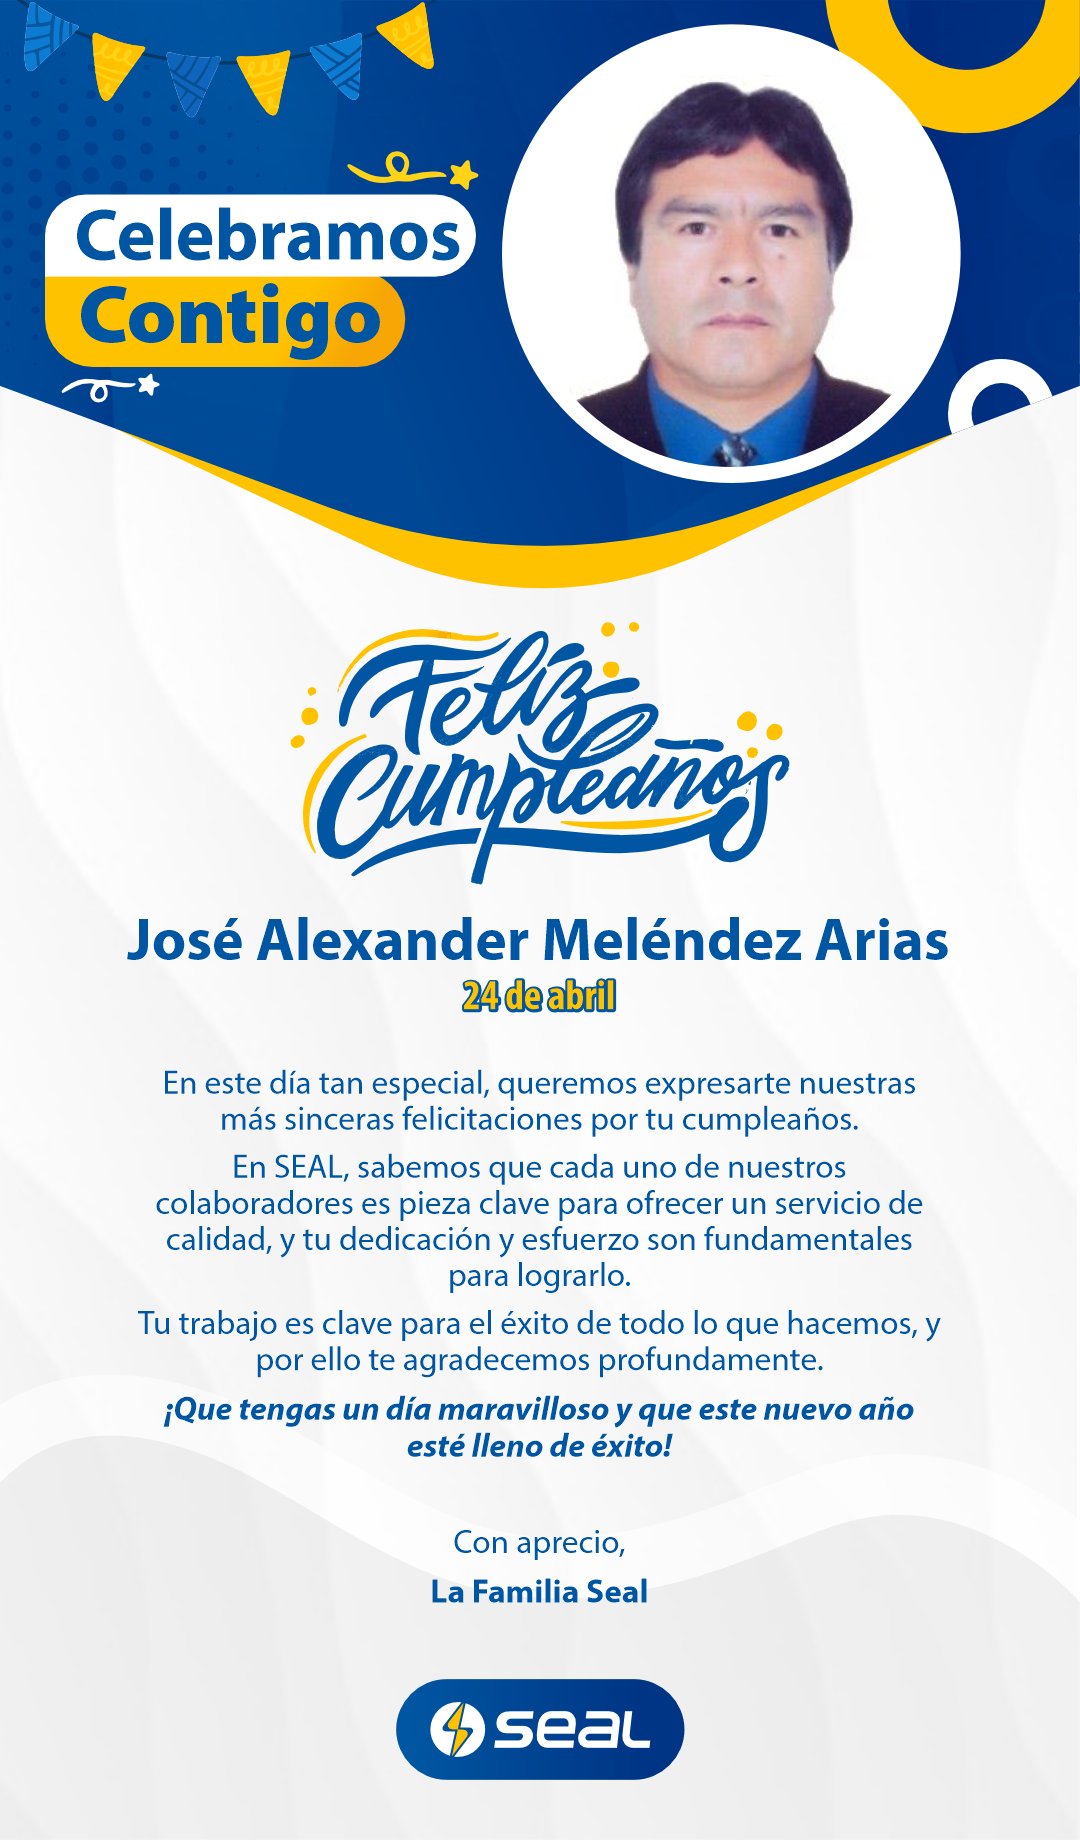 Celebramos
Contigo
Feliz
Cumpleaños
José Alexander Meléndez Arias
24 de abril
En este día tan especial, queremos expresarte nuestras
más sinceras felicitaciones por tu cumpleaños.
En SEAL, sabemos que cada uno de nuestros
colaboradores es pieza clave para ofrecer un servicio de
calidad, y tu dedicación y esfuerzo son fundamentales
para lograrlo.
Tu trabajo es clave para el éxito de todo lo que hacemos, y
por ello te agradecemos profundamente.
¡Que tengas un día maravilloso y que este nuevo año
esté lleno de éxito!
Con aprecio,
La Familia Seal
seal